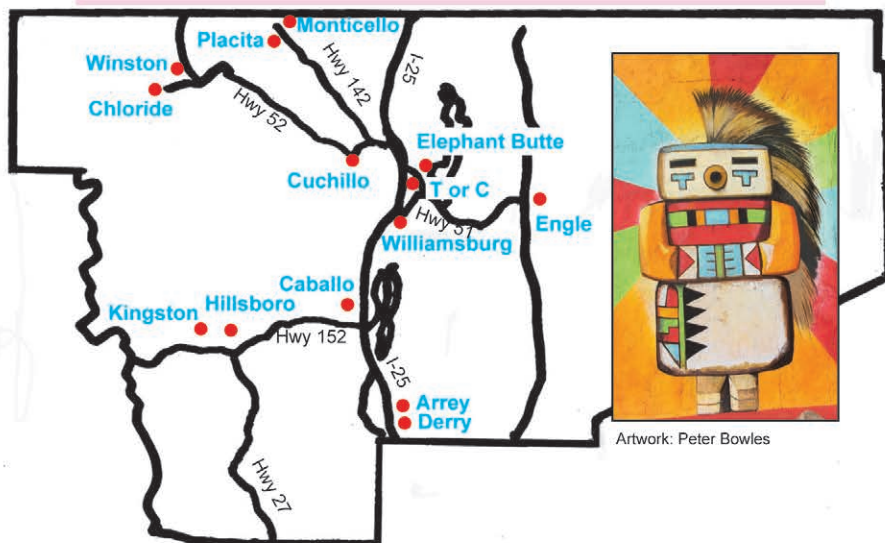 Monticello
Placita
Hwy 142
I-25
Winston
Chloride
Hwy 52
Elephant Butte
Cuchillo
T or C
Hwy 51
Engle
Williamsburg
Caballo
Kingston
Hillsboro
Hwy 152
I-25
Arrey
Derry
Hwy 27
Artwork: Peter Bowles